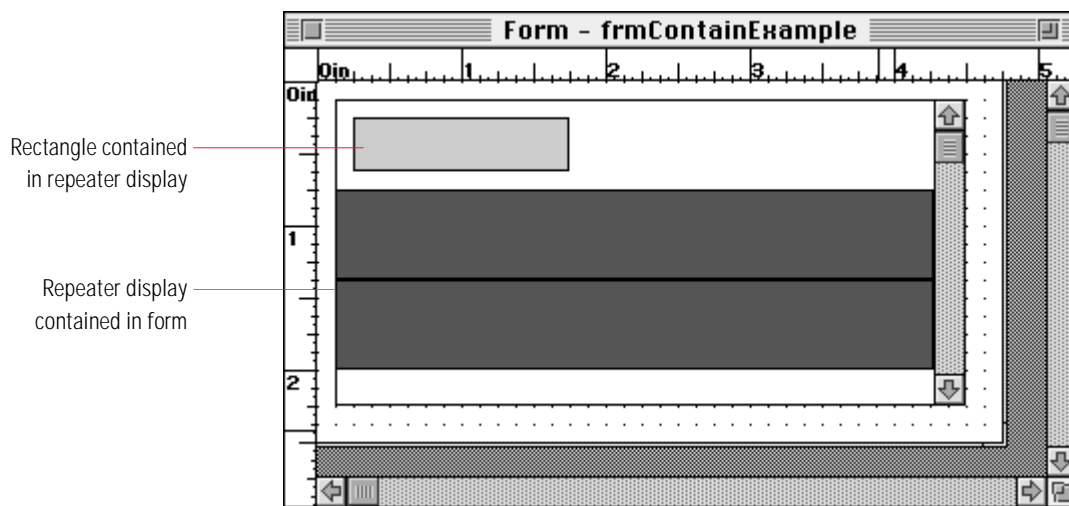 Form - frmContainExample
0in 1 2 3 4 5
0in
Rectangle contained
in repeater display
1
Repeater display
contained in form
2